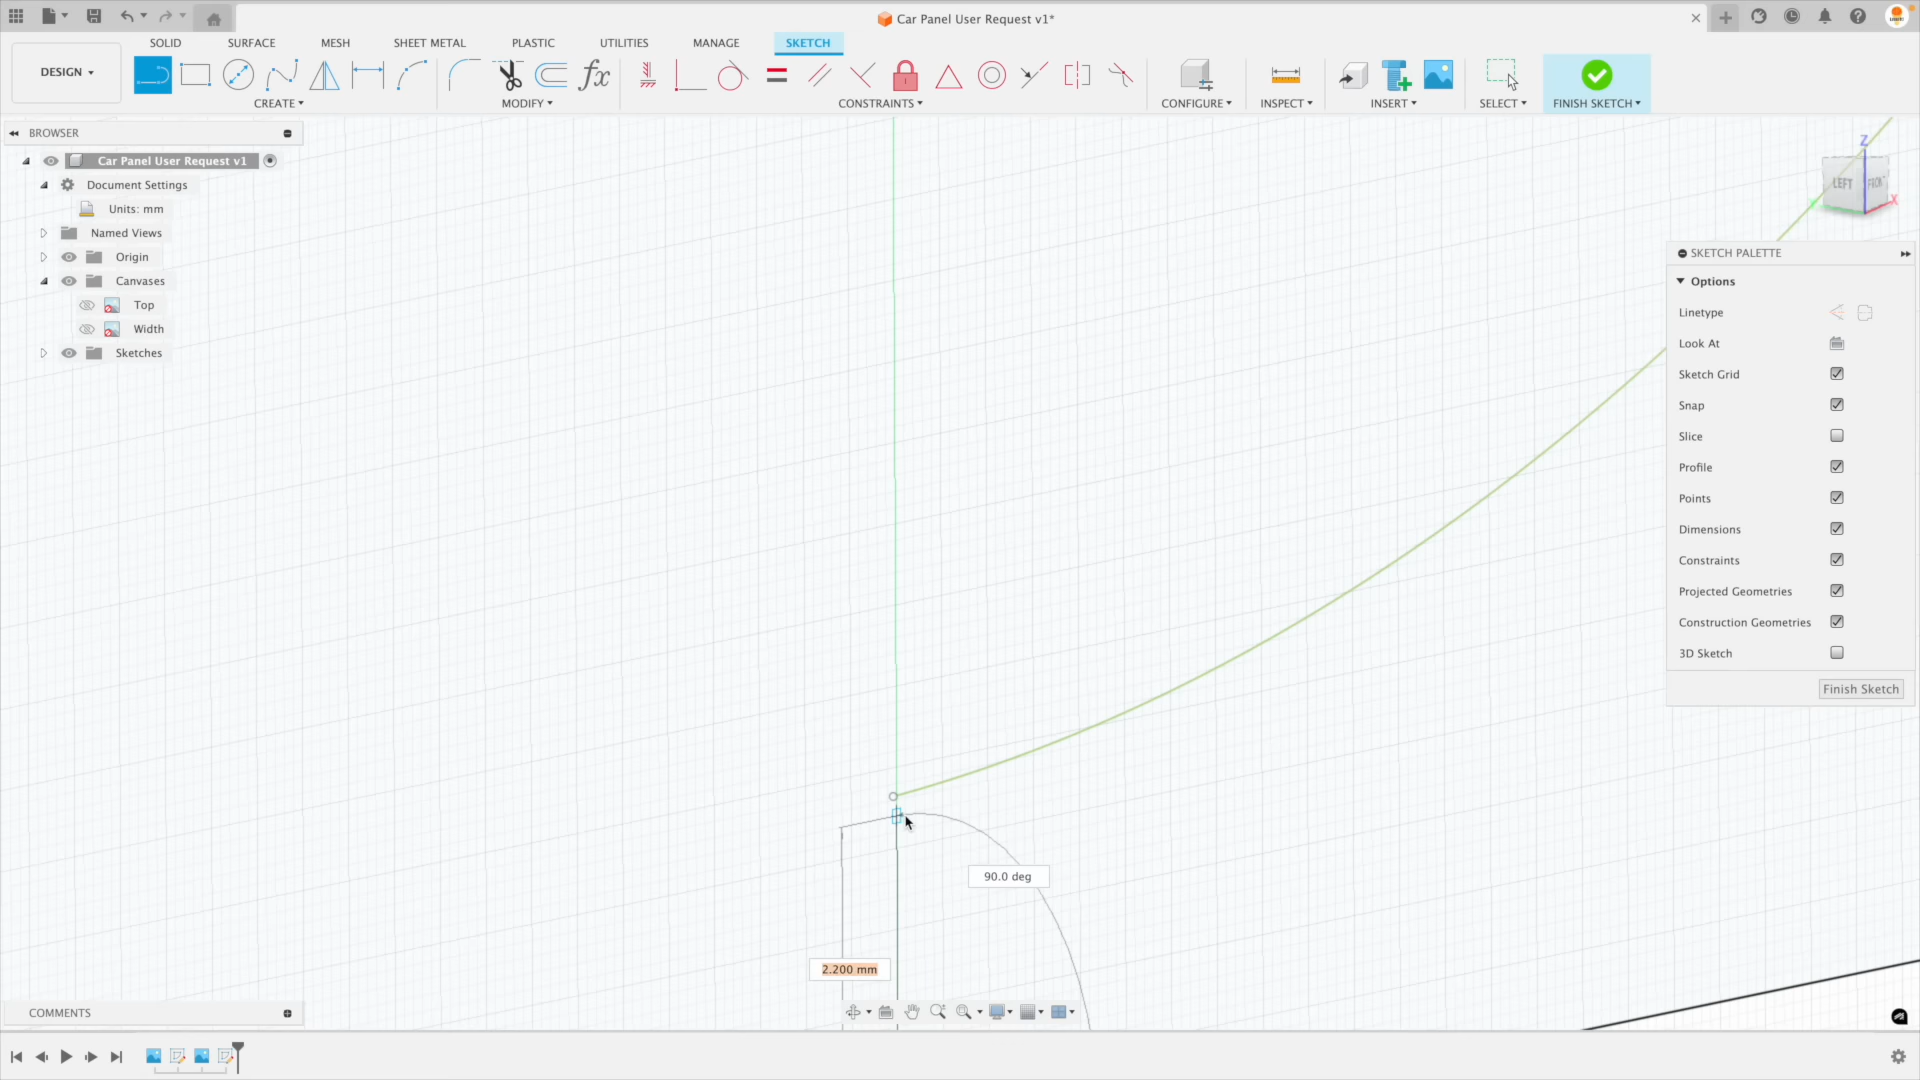 Car Panel User Request v1*
SOLID
SURFACE
MESH
SHEET METAL
PLASTIC
UTILITIES
MANAGE
SKETCH
DESIGN
fx
CREATE
MODIFY
CONSTRAINTS
CONFIGURE
INSPECT
INSERT
SELECT
FINISH SKETCH
BROWSER
Car Panel User Request v1
Document Settings
Units: mm
Named Views
Origin
Canvases
Top
Width
Sketches
Z
LEFT
FRONT
X
SKETCH PALETTE
Options
Linetype
Look At
Sketch Grid
Snap
Slice
Profile
Points
Dimensions
Constraints
Projected Geometries
Construction Geometries
3D Sketch
Finish Sketch
90.0 deg
2.200 mm
COMMENTS